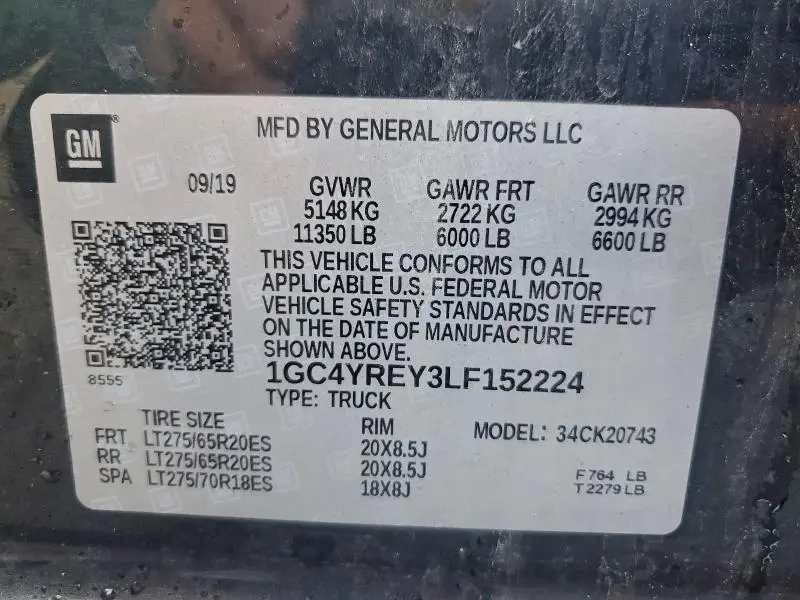 GM®
MFD BY GENERAL MOTORS LLC
09/19 GVWR GAWR FRT GAWR RR
5148 KG 2722 KG 2994 KG
11350 LB 6000 LB 6600 LB
THIS VEHICLE CONFORMS TO ALL
APPLICABLE U.S. FEDERAL MOTOR
VEHICLE SAFETY STANDARDS IN EFFECT
ON THE DATE OF MANUFACTURE
SHOWN ABOVE.
8555
1GC4YREY3LF152224
TYPE: TRUCK
TIRE SIZE RIM MODEL: 34CK20743
FRT LT275/65R20ES 20X8.5J
RR LT275/65R20ES 20X8.5J
SPA LT275/70R18ES 18X8J
F 764 LB
T 2279 LB